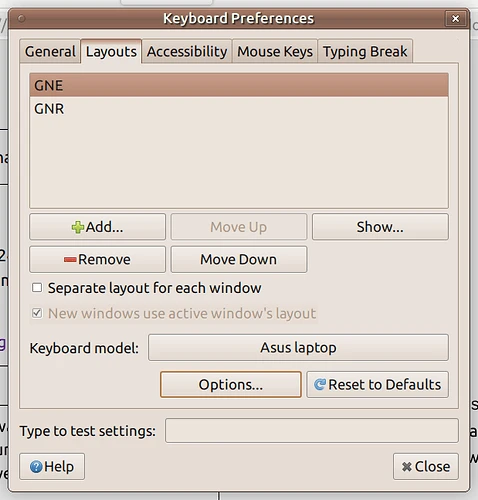 Keyboard Preferences
General Layouts Accessibility Mouse Keys Typing Break
GNE
GNR
Add... Move Up Show...
Remove Move Down
Separate layout for each window
New windows use active window's layout
Keyboard model: Asus laptop
Options... Reset to Defaults
Type to test settings:
Help Close